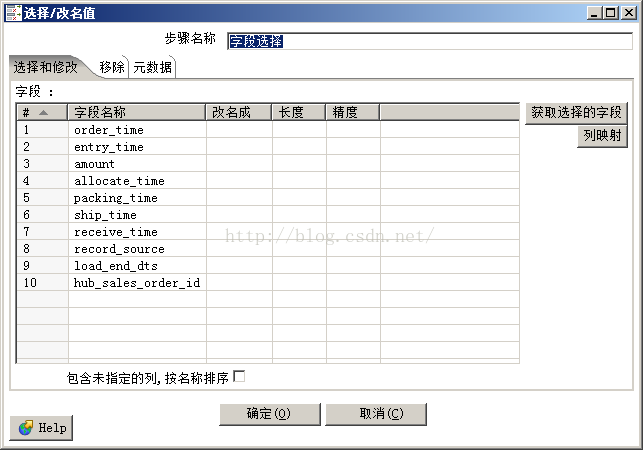 选择/改名值
步骤名称 字段选择
选择和修改 移除 元数据
字段 :
# 字段名称 改名成 长度 精度
获取选择的字段
列映射
1 order_time
2 entry_time
3 amount
4 allocate_time
5 packing_time
6 ship_time
7 receive_time
8 record_source
9 load_end_dts
10 hub_sales_order_id
http://blog.csdn.net/
包含未指定的列,按名称排序
确定(O) 取消(C)
Help